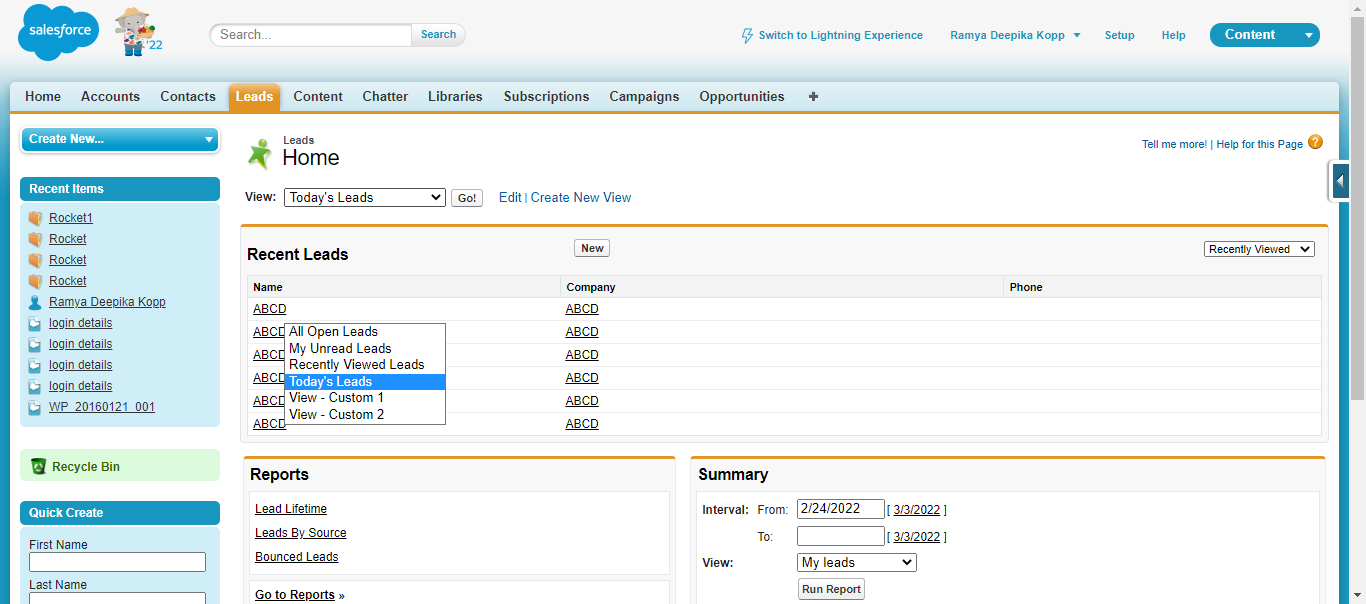 salesforce
'22
Search...
Search
Switch to Lightning Experience
Ramya Deepika Kopp
Setup
Help
Content
Home
Accounts
Contacts
Leads
Content
Chatter
Libraries
Subscriptions
Campaigns
Opportunities
+
Create New...
Recent Items
Rocket1
Rocket
Rocket
Rocket
Ramya Deepika Kopp
login details
login details
login details
login details
WP_20160121_001
Recycle Bin
Quick Create
First Name
Last Name
Leads
Home
Tell me more! | Help for this Page ?
View: Today's Leads Go! Edit | Create New View
Recent Leads
New
Recently Viewed
Name Company Phone
ABCD ABCD
ABCD ABCD
ABCD ABCD
ABCD ABCD
ABCD ABCD
ABCD ABCD
All Open Leads
My Unread Leads
Recently Viewed Leads
Today's Leads
View - Custom 1
View - Custom 2
Reports
Lead Lifetime
Leads By Source
Bounced Leads
Go to Reports »
Summary
Interval: From: 2/24/2022 [ 3/3/2022 ]
To: [ 3/3/2022 ]
View: My leads
Run Report